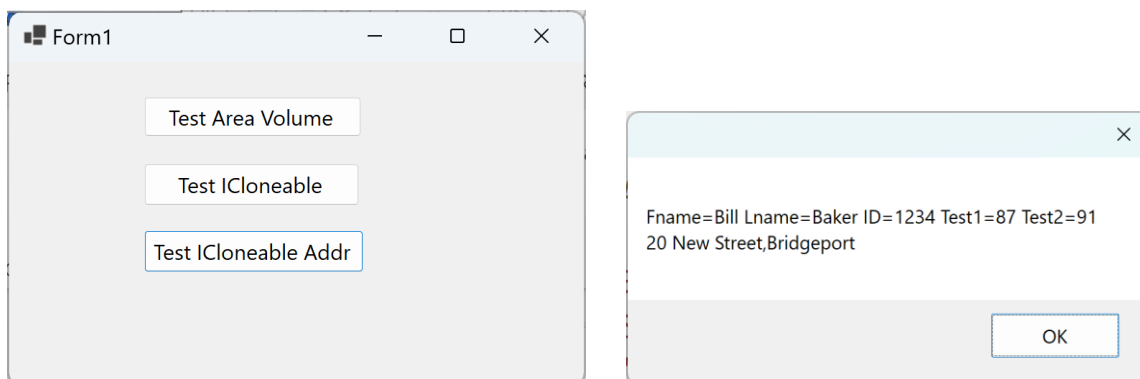 Form1
Test Area Volume
Test ICloneable
Test ICloneable Addr
Fname=Bill Lname=Baker ID=1234 Test1=87 Test2=91
20 New Street,Bridgeport
OK